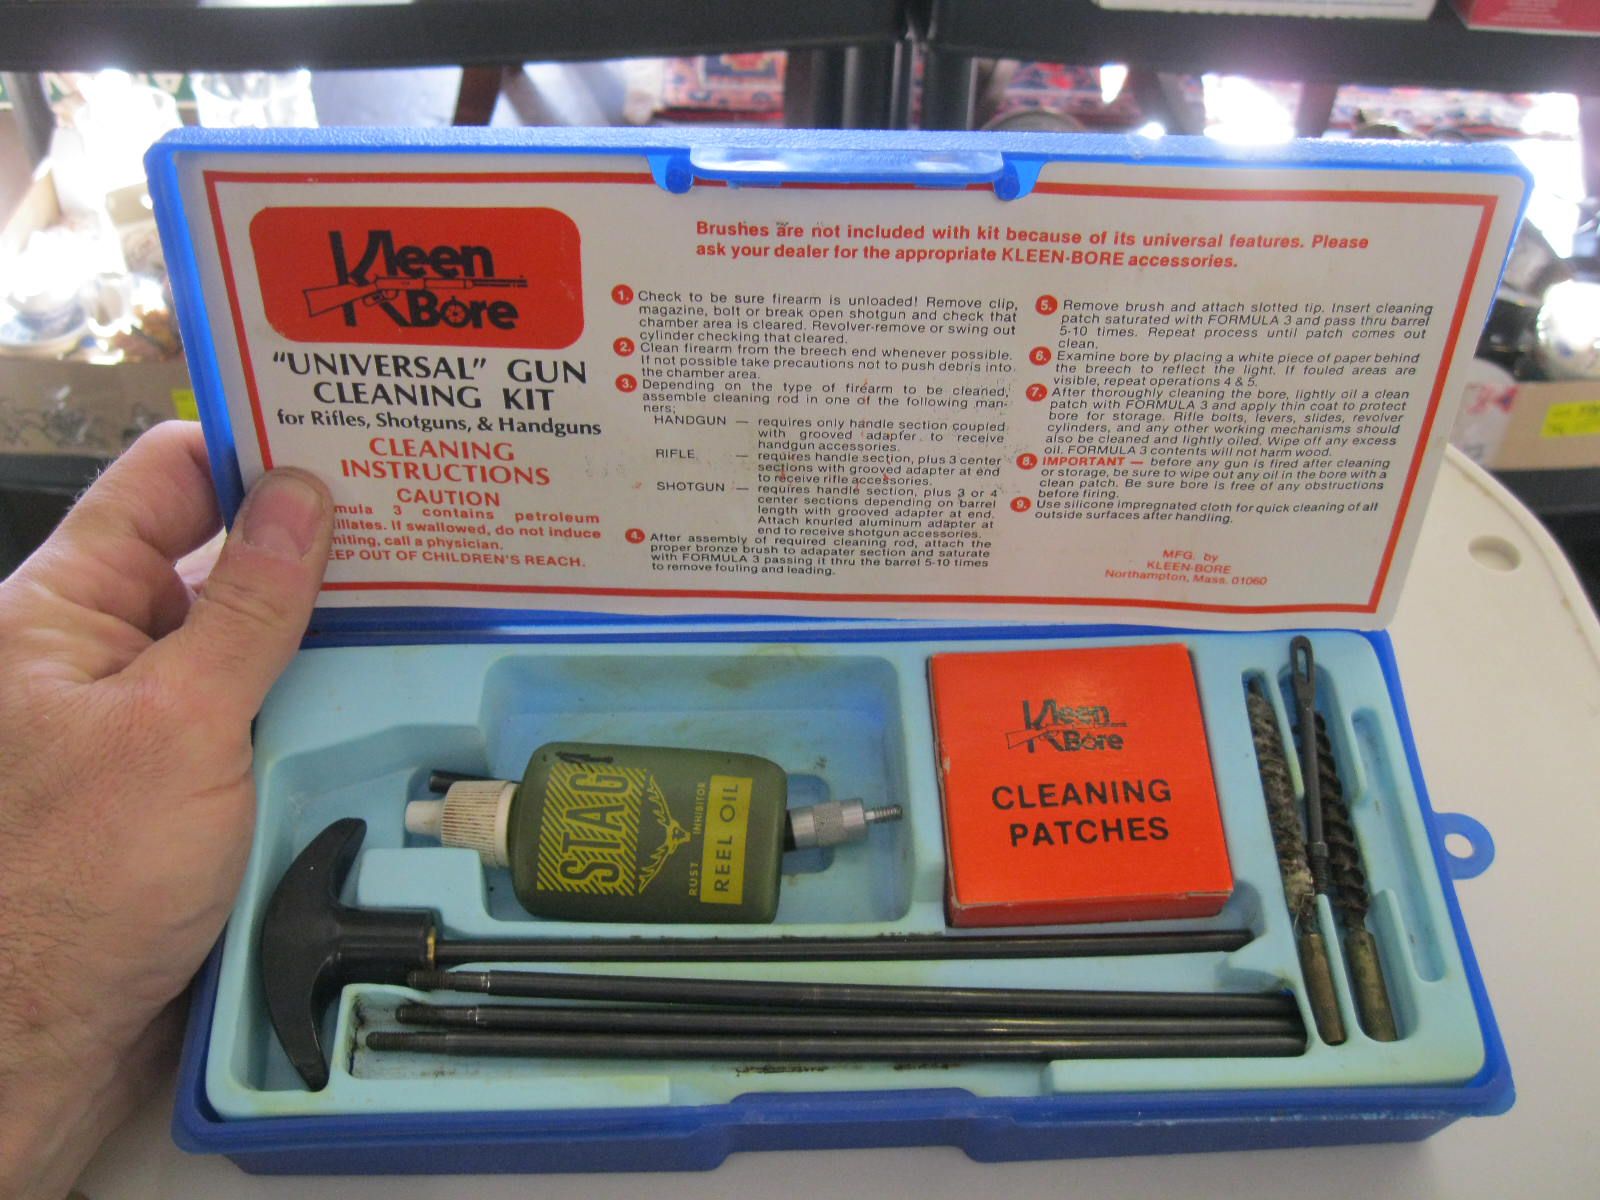 Kleen
Bore
"UNIVERSAL" GUN
CLEANING KIT
for Rifles, Shotguns, & Handguns
CLEANING
INSTRUCTIONS
CAUTION
mula 3 contains petroleum
illates. If swallowed, do not induce
miting, call a physician.
EEP OUT OF CHILDREN'S REACH.
Brushes are not included with kit because of its universal features. Please
ask your dealer for the appropriate KLEEN-BORE accessories.
1. Check to be sure firearm is unloaded! Remove clip,
magazine, bolt or break open shotgun and check that
chamber area is cleared. Revolver-remove or swing out
cylinder checking that cleared.
2. Clean firearm from the breech end whenever possible.
If not possible take precautions not to push debris into
the chamber area.
3. Depending on the type of firearm to be cleaned,
assemble cleaning rod in one of the following man-
ners;
HANDGUN — requires only handle section coupled
with grooved adapter to receive
handgun accessories.
RIFLE — requires handle section, plus 3 center
sections with grooved adapter at end
to receive rifle accessories.
SHOTGUN — requires handle section, plus 3 or 4
center sections depending on barrel
length with grooved adapter at end.
Attach knurled aluminum adapter at
end to receive shotgun accessories.
4. After assembly of required cleaning rod, attach the
proper bronze brush to adapater section and saturate
with FORMULA 3 passing it thru the barrel 5-10 times
to remove fouling and leading.
5. Remove brush and attach slotted tip. Insert cleaning
patch saturated with FORMULA 3 and pass thru barrel
5-10 times. Repeat process until patch comes out
clean.
6. Examine bore by placing a white piece of paper behind
the breech to reflect the light. If fouled areas are
visible, repeat operations 4 & 5.
7. After thoroughly cleaning the bore, lightly oil a clean
patch with FORMULA 3 and apply thin coat to protect
bore for storage. Rifle bolts, levers, slides, revolver
cylinders, and any other working mechanisms should
also be cleaned and lightly oiled. Wipe off any excess
oil. FORMULA 3 contents will not harm wood.
8. IMPORTANT — before any gun is fired after cleaning
or storage, be sure to wipe out any oil in the bore with a
clean patch. Be sure bore is free of any obstructions
before firing.
9. Use silicone impregnated cloth for quick cleaning of all
outside surfaces after handling.
MFG. by
KLEEN-BORE
Northampton, Mass. 01060
STAG
RUST INHIBITOR
REEL OIL
Kleen
Bore
CLEANING
PATCHES